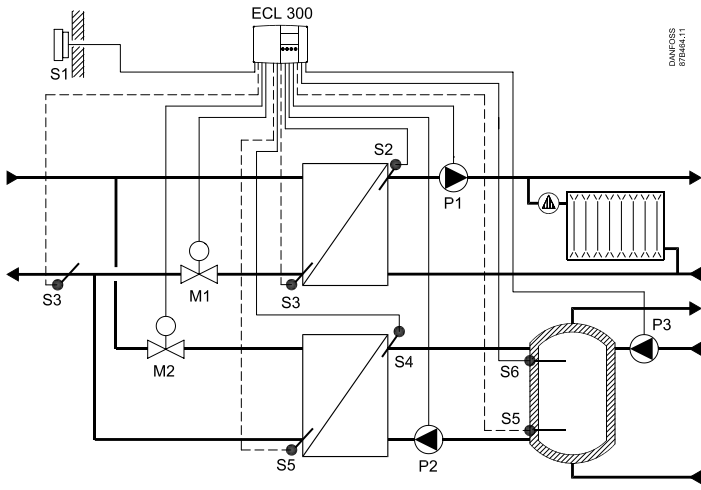 ECL 300
DANFOSS
87B464.11
S1
S2
P1
S3
M1
S3
P3
M2
S4
S6
S5
S5
P2